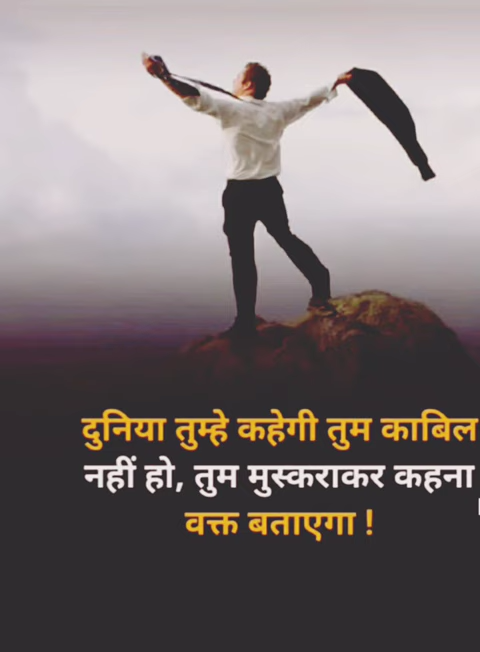 दुनिया तुम्हे कहेगी तुम काबिल
नहीं हो, तुम मुस्कराकर कहना
वक्त बताएगा !